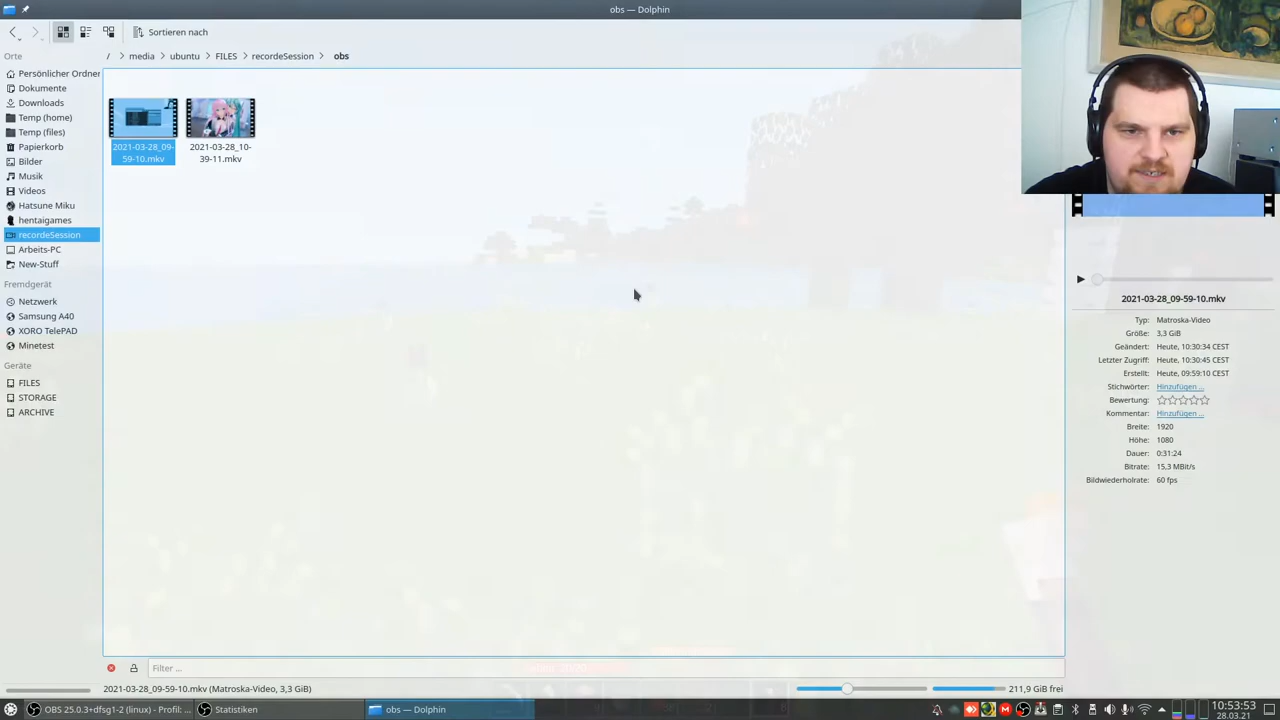 obs — Dolphin
Sortieren nach
Orte
/ > media > ubuntu > FILES > recordeSession > obs
Persönlicher Ordner
Dokumente
Downloads
Temp (home)
Temp (files)
Papierkorb
Bilder
Musik
Videos
Hatsune Miku
hentaigames
recordeSession
Arbeits-PC
New-Stuff
Fremdgerät
Netzwerk
Samsung A40
XORO TelePAD
Minetest
Geräte
FILES
STORAGE
ARCHIVE
2021-03-28_09-
59-10.mkv
2021-03-28_10-
39-11.mkv
2021-03-28_09-59-10.mkv
Typ: Matroska-Video
Größe: 3,3 GiB
Geändert: Heute, 10:30:34 CEST
Letzter Zugriff: Heute, 10:30:45 CEST
Erstellt: Heute, 09:59:10 CEST
Stichwörter: Hinzufügen ...
Bewertung:
Kommentar: Hinzufügen ...
Breite: 1920
Höhe: 1080
Dauer: 0:31:24
Bitrate: 15,3 MBit/s
Bildwiederholrate: 60 fps
Filter ...
2021-03-28_09-59-10.mkv (Matroska-Video, 3,3 GiB)
211,9 GiB frei
OBS 25.0.3+dfsg1-2 (linux) - Profil: ...
Statistiken
obs — Dolphin
10:53:53
28.03.21